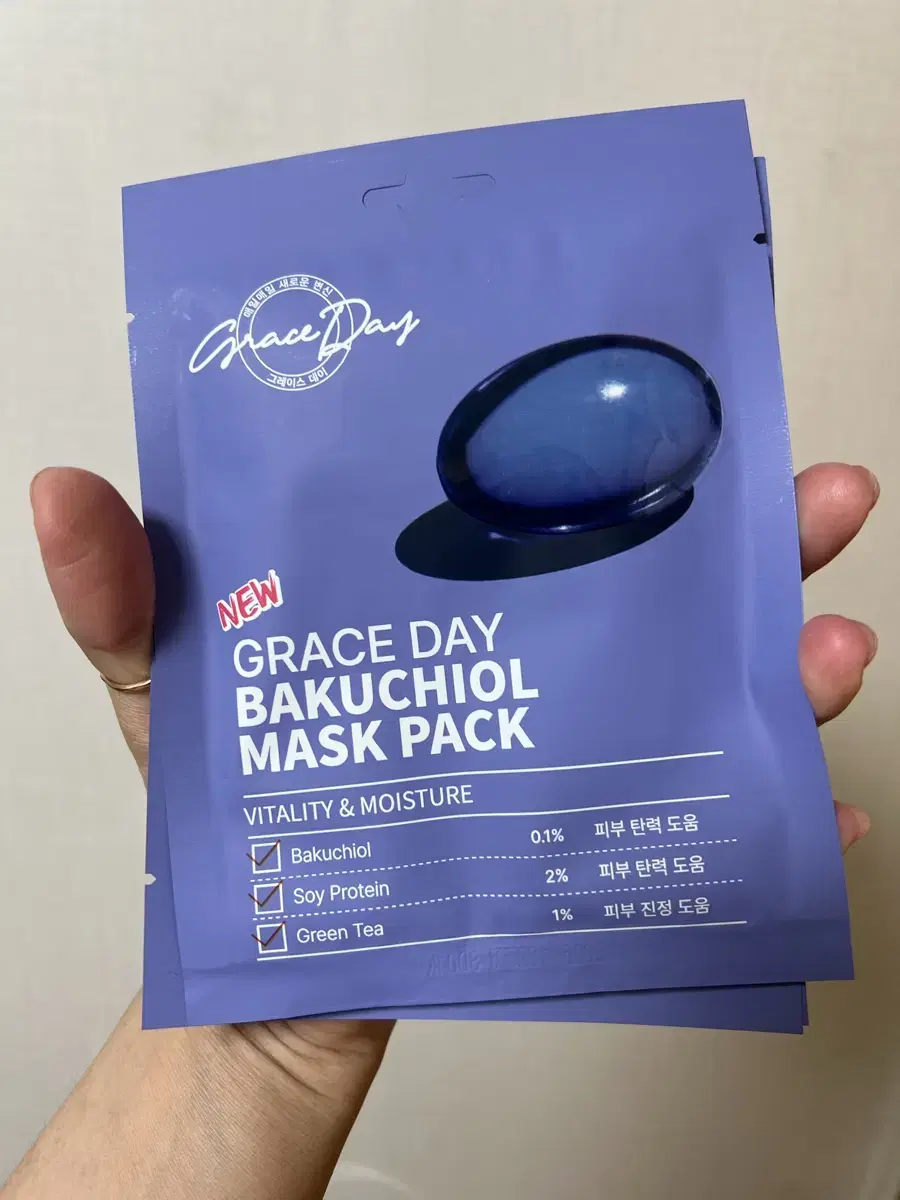 매일매일 새로운 변신
Grace Day
그레이스 데이
NEW
GRACE DAY
BAKUCHIOL
MASK PACK
VITALITY & MOISTURE
Bakuchiol 0.1% 피부 탄력 도움
Soy Protein 2% 피부 탄력 도움
Green Tea 1% 피부 진정 도움